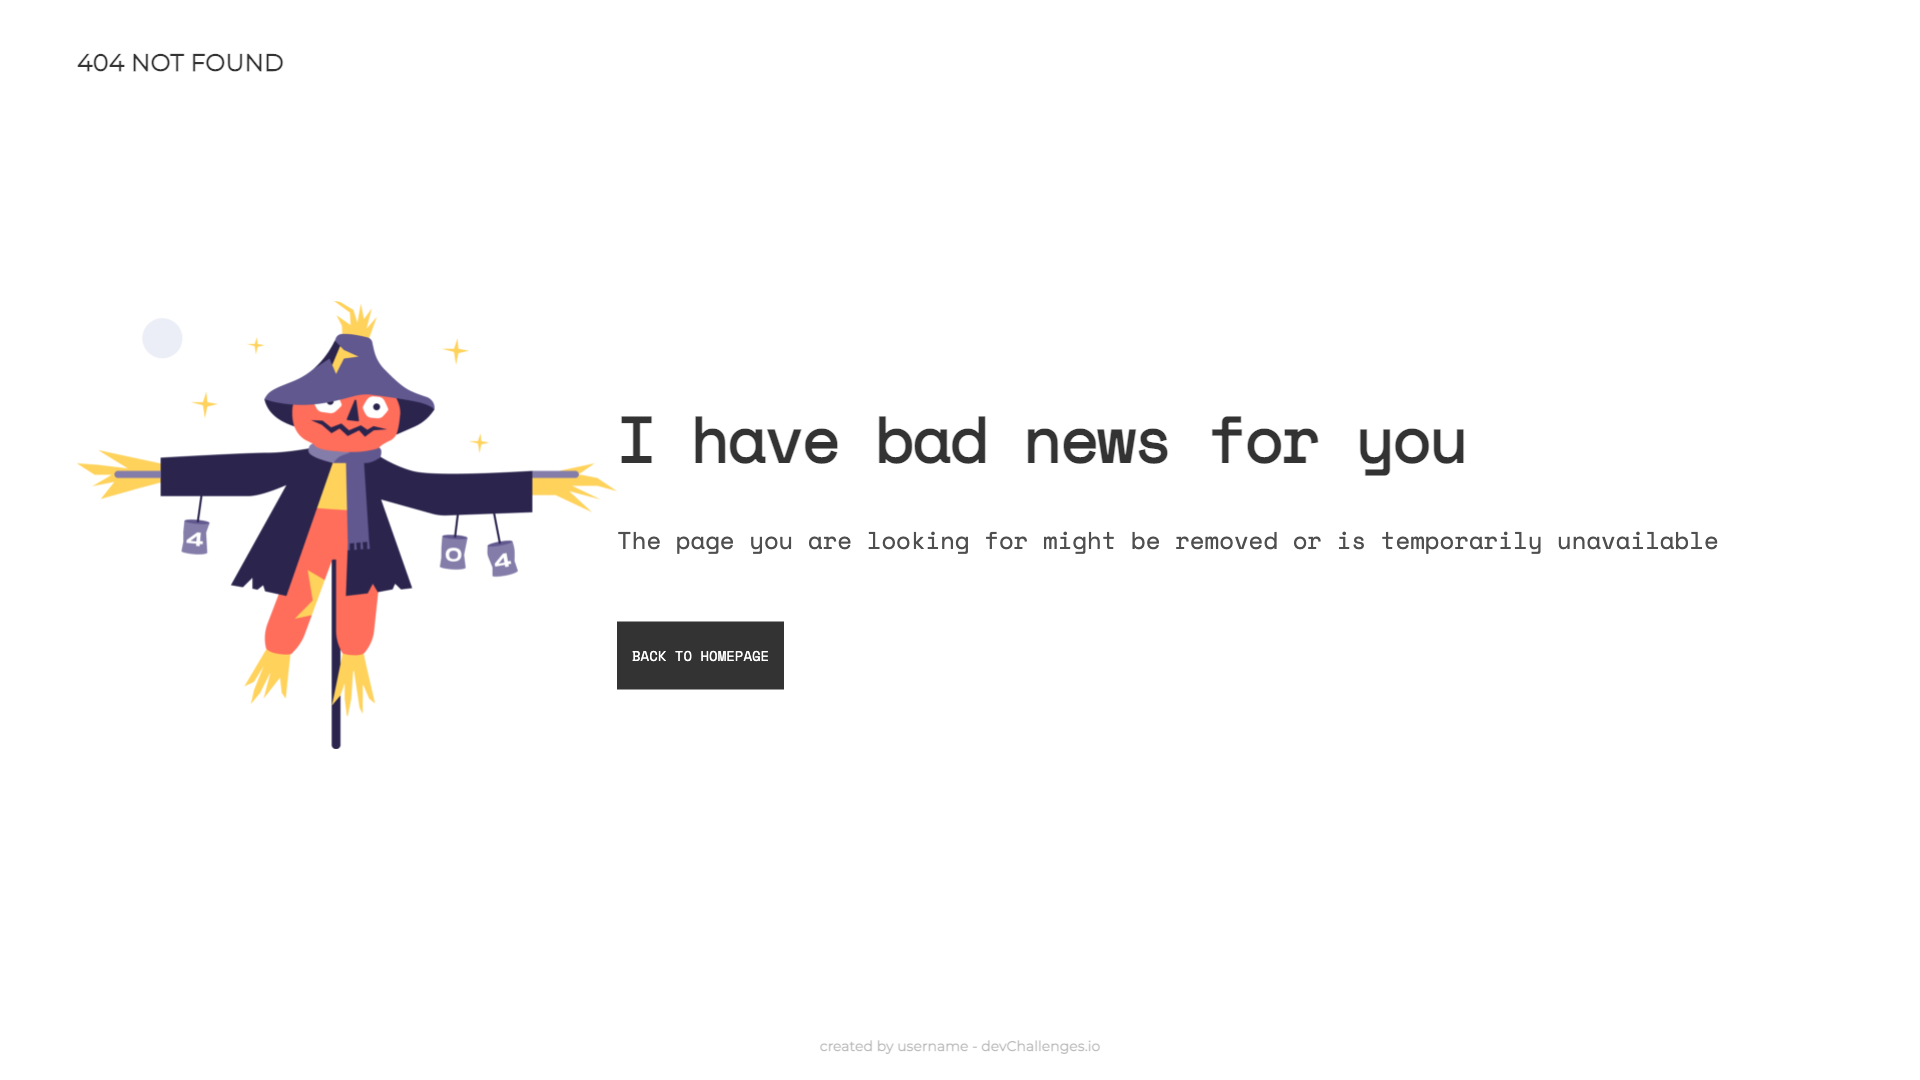 404 NOT FOUND
I have bad news for you
The page you are looking for might be removed or is temporarily unavailable
4
0
4
BACK TO HOMEPAGE
created by username - devChallenges.io